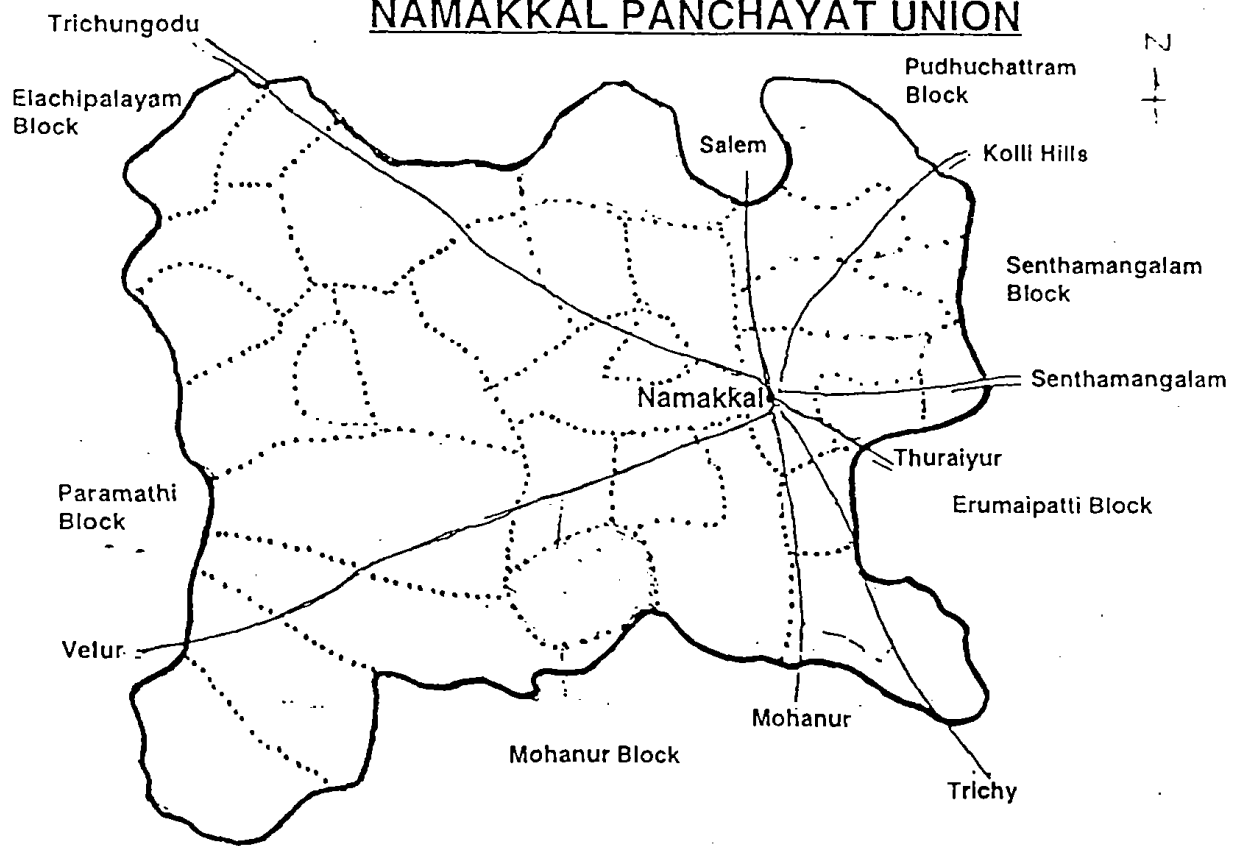 NAMAKKAL PANCHAYAT UNION
Trichungodu
N
Pudhuchattram
Block
Elachipalayam
Block
Salem
Kolli Hills
Senthamangalam
Block
Senthamangalam
Namakkal
Thuraiyur
Paramathi
Block
Erumaipatti Block
Velur
Mohanur
Mohanur Block
Trichy